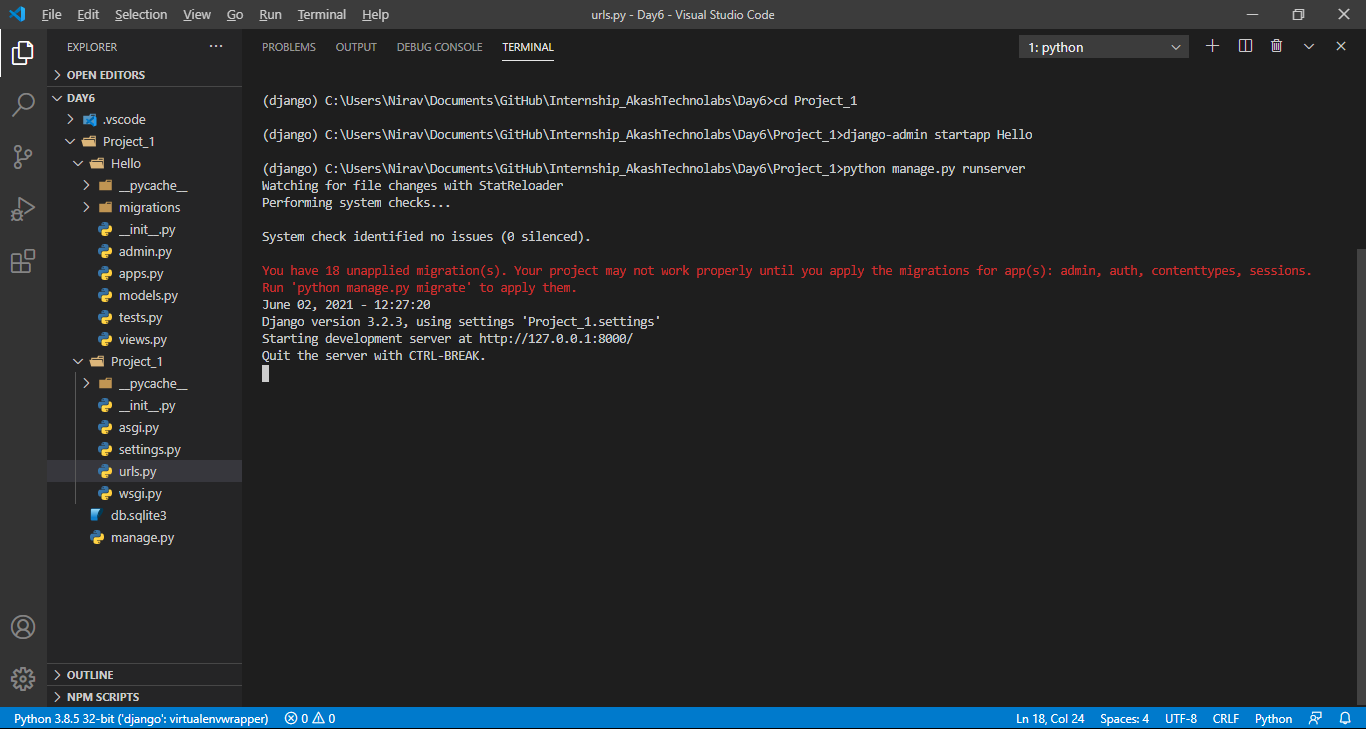 File Edit Selection View Go Run Terminal Help urls.py - Day6 - Visual Studio Code
EXPLORER ···
OPEN EDITORS
DAY6
.vscode
Project_1
Hello
__pycache__
migrations
__init__.py
admin.py
apps.py
models.py
tests.py
views.py
Project_1
__pycache__
__init__.py
asgi.py
settings.py
urls.py
wsgi.py
db.sqlite3
manage.py
OUTLINE
NPM SCRIPTS
PROBLEMS OUTPUT DEBUG CONSOLE TERMINAL 1: python
(django) C:\Users\Nirav\Documents\GitHub\Internship_AkashTechnolabs\Day6>cd Project_1
(django) C:\Users\Nirav\Documents\GitHub\Internship_AkashTechnolabs\Day6\Project_1>django-admin startapp Hello
(django) C:\Users\Nirav\Documents\GitHub\Internship_AkashTechnolabs\Day6\Project_1>python manage.py runserver
Watching for file changes with StatReloader
Performing system checks...
System check identified no issues (0 silenced).
You have 18 unapplied migration(s). Your project may not work properly until you apply the migrations for app(s): admin, auth, contenttypes, sessions.
Run 'python manage.py migrate' to apply them.
June 02, 2021 - 12:27:20
Django version 3.2.3, using settings 'Project_1.settings'
Starting development server at http://127.0.0.1:8000/
Quit the server with CTRL-BREAK.
Python 3.8.5 32-bit ('django': virtualenvwrapper) 0 0 Ln 18, Col 24 Spaces: 4 UTF-8 CRLF Python